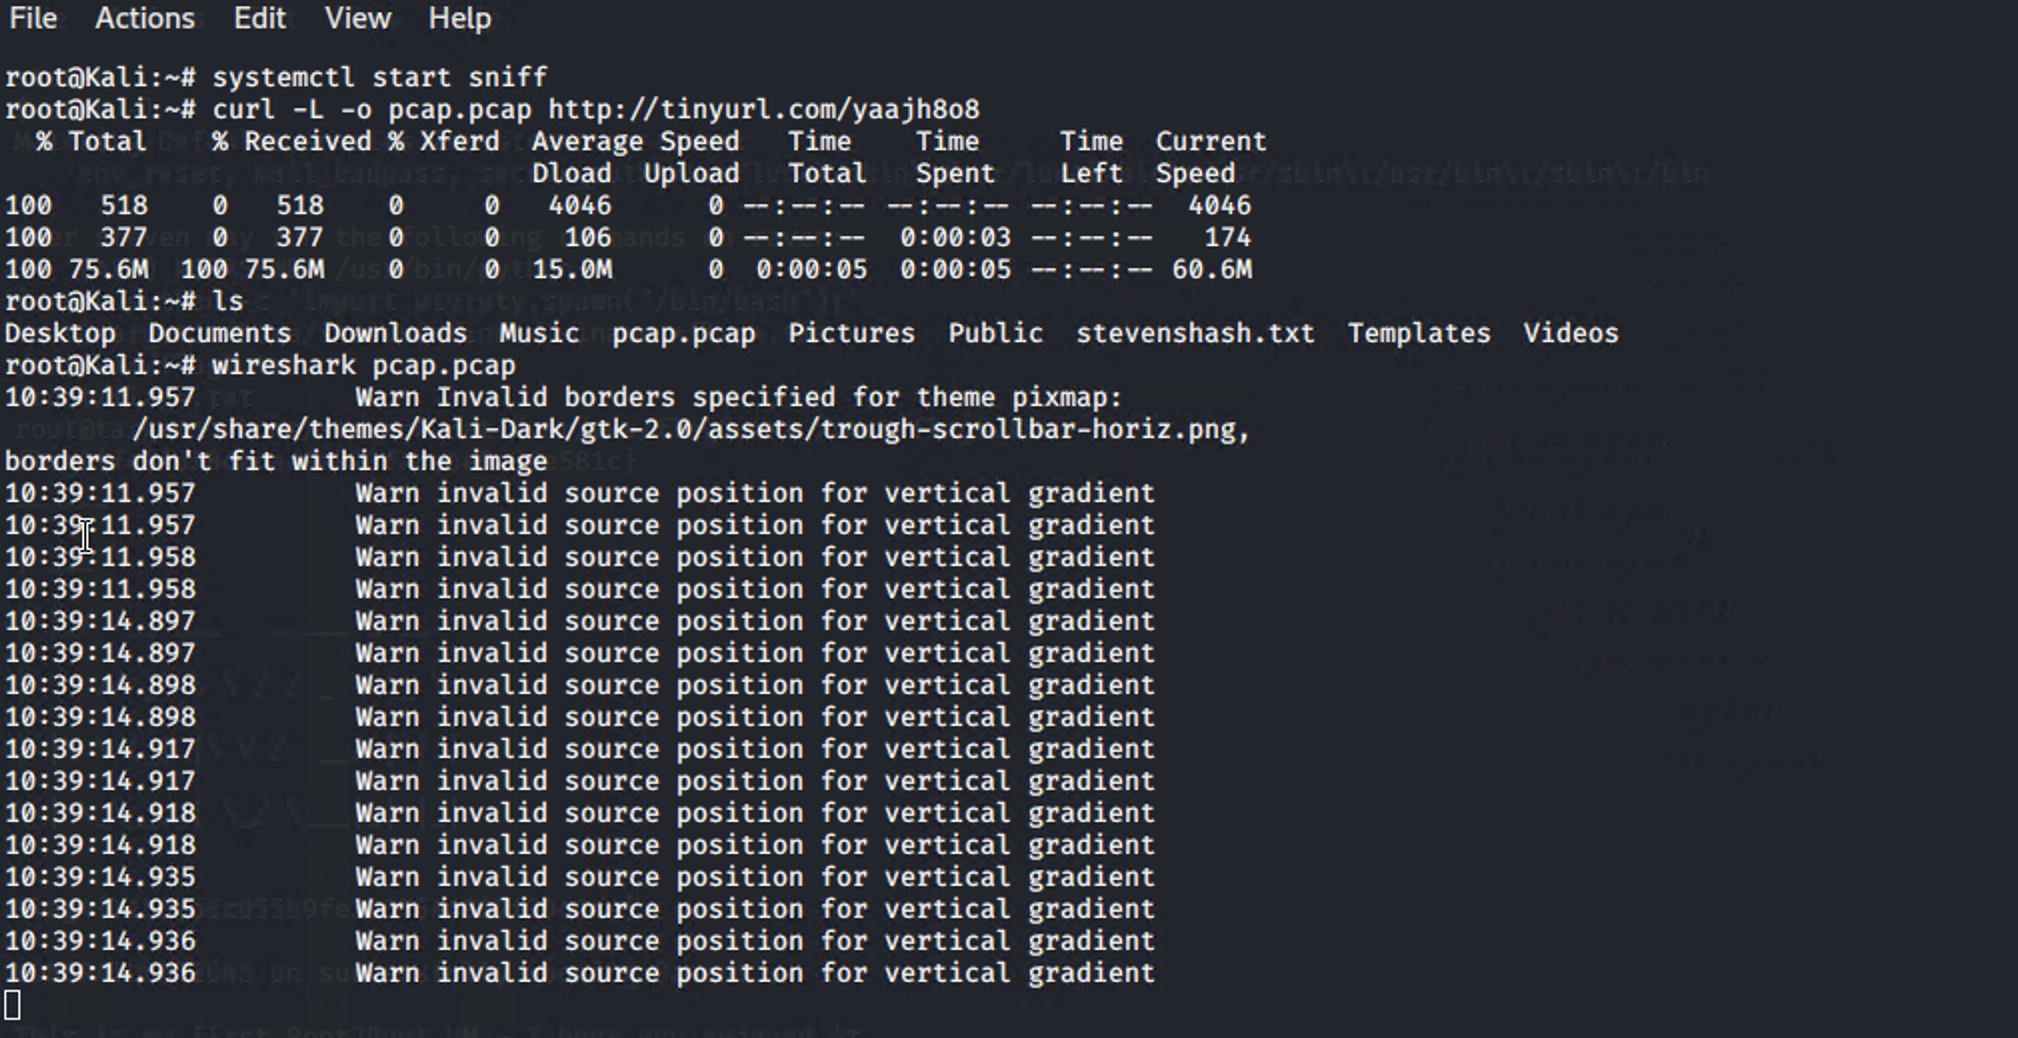 File Actions Edit View Help
root@Kali:~# systemctl start sniff
root@Kali:~# curl -L -o pcap.pcap http://tinyurl.com/yaajh8o8
% Total % Received % Xferd Average Speed Time Time Time Current
Dload Upload Total Spent Left Speed
100 518 0 518 0 0 4046 0 --:--:-- --:--:-- --:--:-- 4046
100 377 0 377 0 0 106 0 --:--:-- 0:00:03 --:--:-- 174
100 75.6M 100 75.6M 0 0 15.0M 0 0:00:05 0:00:05 --:--:-- 60.6M
root@Kali:~# ls
Desktop Documents Downloads Music pcap.pcap Pictures Public stevenshash.txt Templates Videos
root@Kali:~# wireshark pcap.pcap
10:39:11.957 Warn Invalid borders specified for theme pixmap:
/usr/share/themes/Kali-Dark/gtk-2.0/assets/trough-scrollbar-horiz.png,
borders don't fit within the image
10:39:11.957 Warn invalid source position for vertical gradient
10:39:11.957 Warn invalid source position for vertical gradient
10:39:11.958 Warn invalid source position for vertical gradient
10:39:11.958 Warn invalid source position for vertical gradient
10:39:14.897 Warn invalid source position for vertical gradient
10:39:14.897 Warn invalid source position for vertical gradient
10:39:14.898 Warn invalid source position for vertical gradient
10:39:14.898 Warn invalid source position for vertical gradient
10:39:14.917 Warn invalid source position for vertical gradient
10:39:14.917 Warn invalid source position for vertical gradient
10:39:14.918 Warn invalid source position for vertical gradient
10:39:14.918 Warn invalid source position for vertical gradient
10:39:14.935 Warn invalid source position for vertical gradient
10:39:14.935 Warn invalid source position for vertical gradient
10:39:14.936 Warn invalid source position for vertical gradient
10:39:14.936 Warn invalid source position for vertical gradient